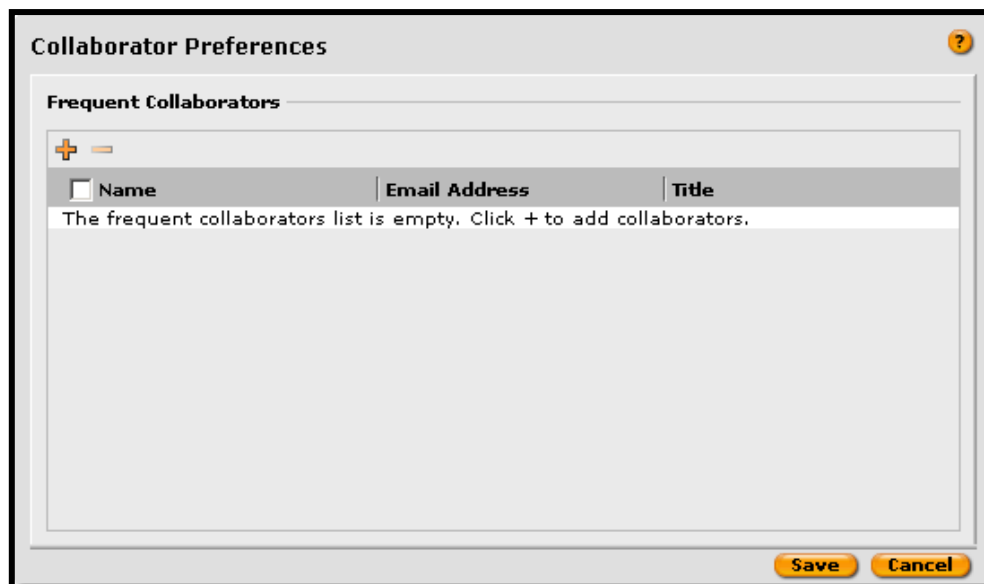 Collaborator Preferences
?
Frequent Collaborators
Name Email Address Title
The frequent collaborators list is empty. Click + to add collaborators.
Save Cancel